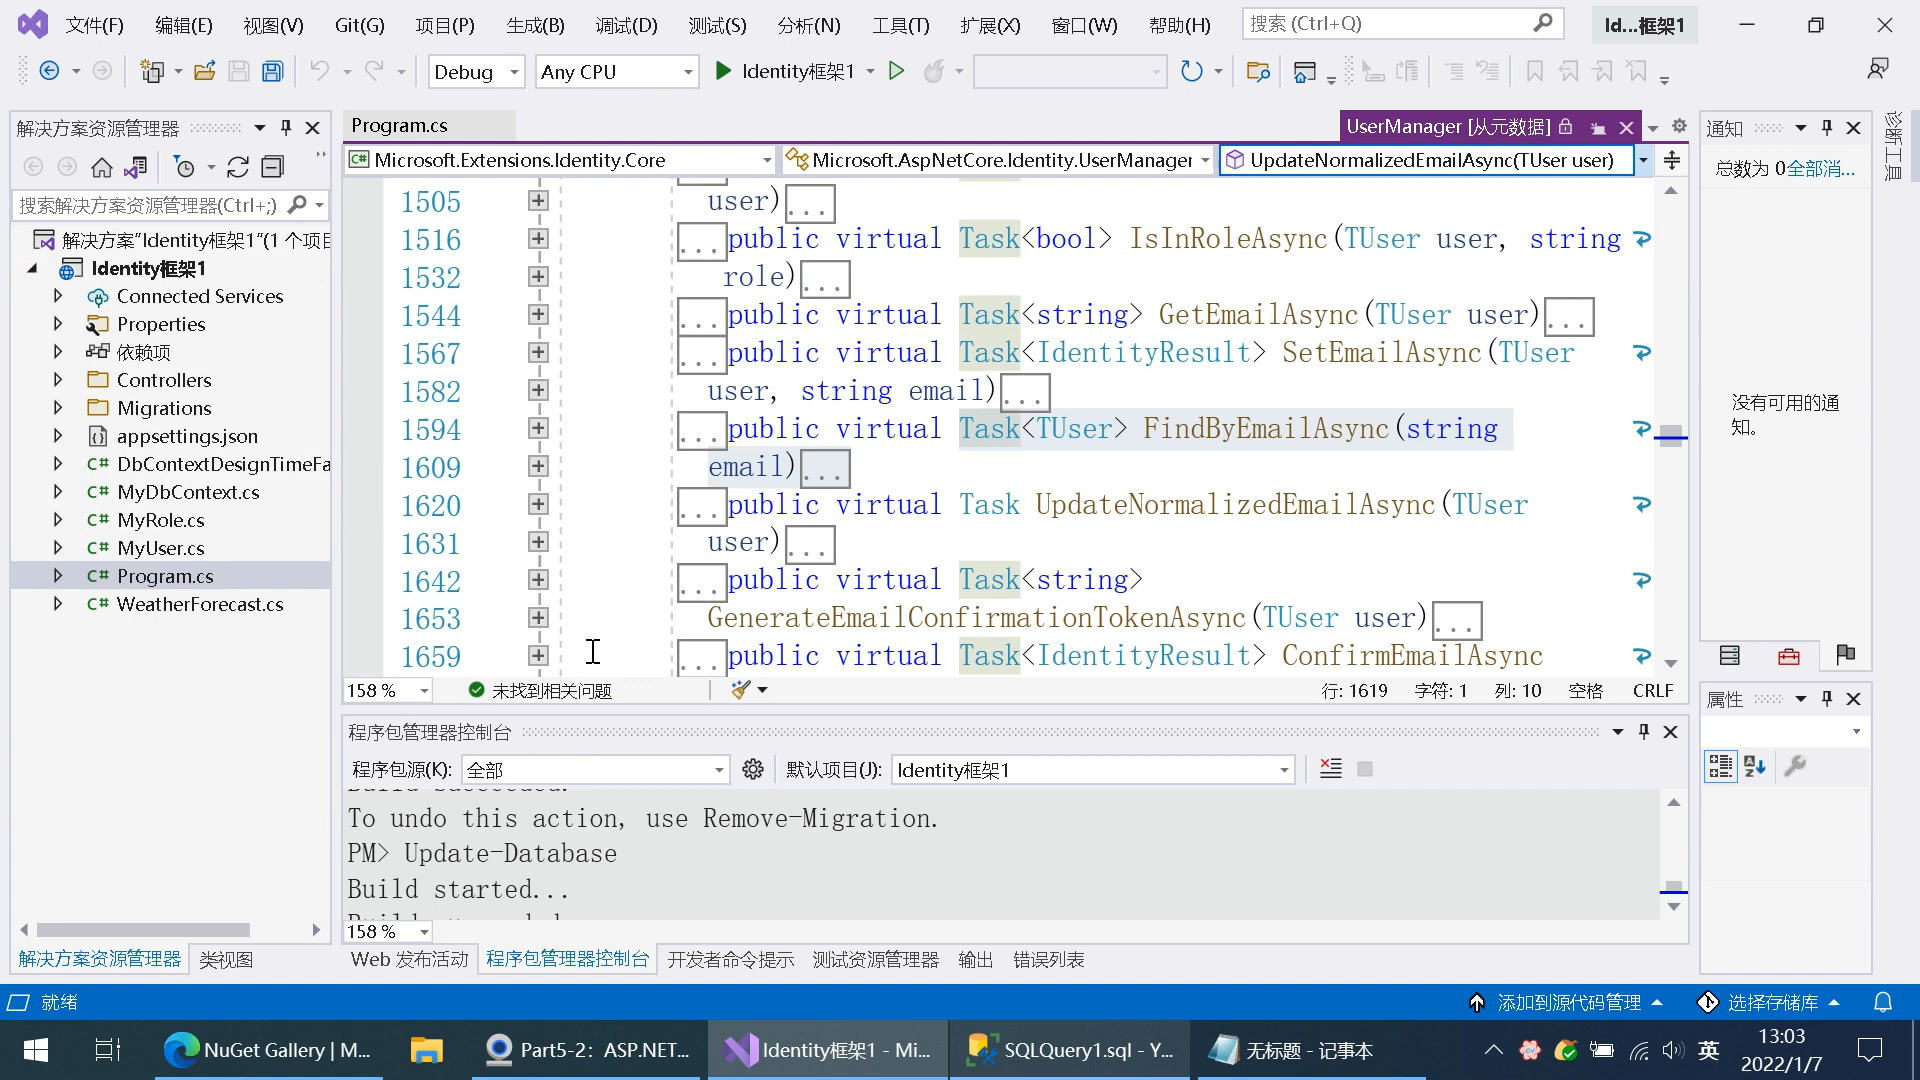 文件(F) 编辑(E) 视图(V) Git(G) 项目(P) 生成(B) 调试(D) 测试(S) 分析(N) 工具(T) 扩展(X) 窗口(W) 帮助(H) 搜索 (Ctrl+Q) Id...框架1
Debug Any CPU Identity框架1
解决方案资源管理器
搜索解决方案资源管理器(Ctrl+;)
解决方案"Identity框架1"(1 个项目
Identity框架1
Connected Services
Properties
依赖项
Controllers
Migrations
appsettings.json
DbContextDesignTimeFa
MyDbContext.cs
MyRole.cs
MyUser.cs
Program.cs
WeatherForecast.cs
解决方案资源管理器 类视图
Program.cs UserManager [从元数据]
Microsoft.Extensions.Identity.Core Microsoft.AspNetCore.Identity.UserManager UpdateNormalizedEmailAsync(TUser user)
1505 user)...
1516 ...public virtual Task<bool> IsInRoleAsync(TUser user, string
1532 role)...
1544 ...public virtual Task<string> GetEmailAsync(TUser user)...
1567 ...public virtual Task<IdentityResult> SetEmailAsync(TUser
1582 user, string email)...
1594 ...public virtual Task<TUser> FindByEmailAsync(string
1609 email)...
1620 ...public virtual Task UpdateNormalizedEmailAsync(TUser
1631 user)...
1642 ...public virtual Task<string>
1653 GenerateEmailConfirmationTokenAsync(TUser user)...
1659 ...public virtual Task<IdentityResult> ConfirmEmailAsync
158 % 未找到相关问题 行: 1619 字符: 1 列: 10 空格 CRLF
程序包管理器控制台
程序包源(K): 全部 默认项目(J): Identity框架1
To undo this action, use Remove-Migration.
PM> Update-Database
Build started...
158 %
Web 发布活动 程序包管理器控制台 开发者命令提示 测试资源管理器 输出 错误列表
通知
总数为 0 全部消...
没有可用的通
知。
属性
诊断工具
就绪 添加到源代码管理 选择存储库
NuGet Gallery | M... Part5-2：ASP.NET... Identity框架1 - Mi... SQLQuery1.sql - Y... 无标题 - 记事本 英 13:03
2022/1/7